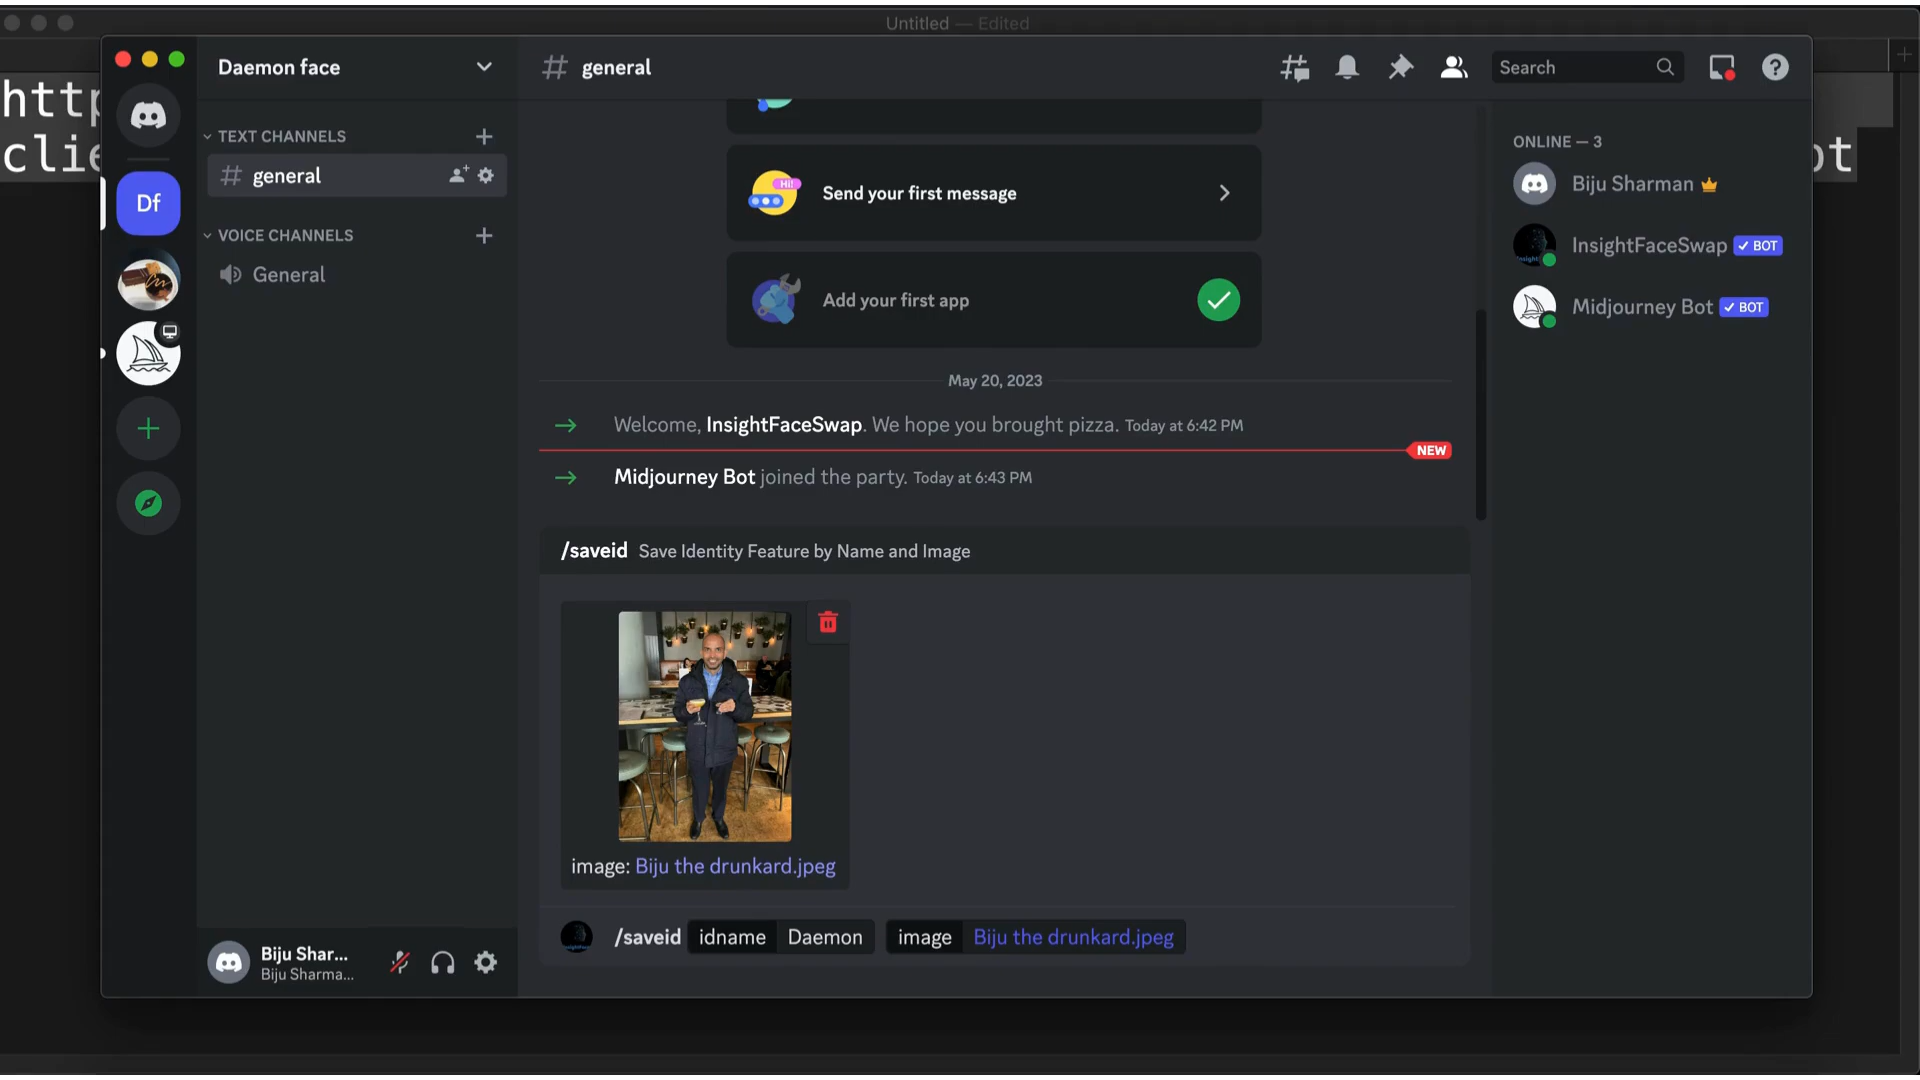 Untitled — Edited
http
clie
ot
Daemon face
general
Search
TEXT CHANNELS
general
VOICE CHANNELS
General
Df
Hi!
Send your first message
Add your first app
May 20, 2023
Welcome, InsightFaceSwap. We hope you brought pizza. Today at 6:42 PM
NEW
Midjourney Bot joined the party. Today at 6:43 PM
/saveid Save Identity Feature by Name and Image
image: Biju the drunkard.jpeg
/saveid idname Daemon image Biju the drunkard.jpeg
Biju Shar...
Biju Sharma...
ONLINE — 3
Biju Sharman
InsightFaceSwap ✓ BOT
Midjourney Bot ✓ BOT